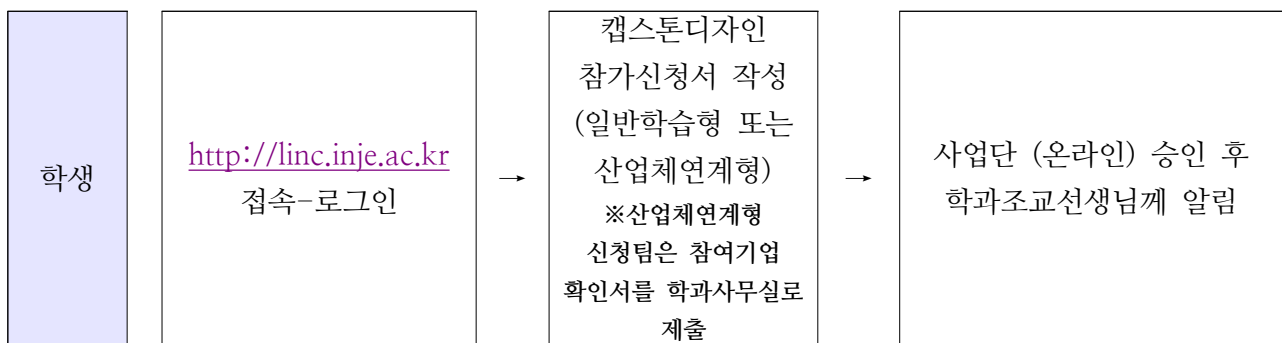 학생
http://linc.inje.ac.kr
접속-로그인
→
캡스톤디자인
참가신청서 작성
(일반학습형 또는
산업체연계형)
※산업체연계형
신청팀은 참여기업
확인서를 학과사무실로
제출
→
사업단 (온라인) 승인 후
학과조교선생님께 알림